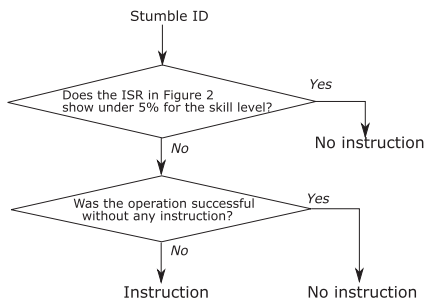 Stumble ID
Does the ISR in Figure 2
show under 5% for the skill level?
Yes
No instruction
No
Was the operation successful
without any instruction?
Yes
No
Instruction
No instruction